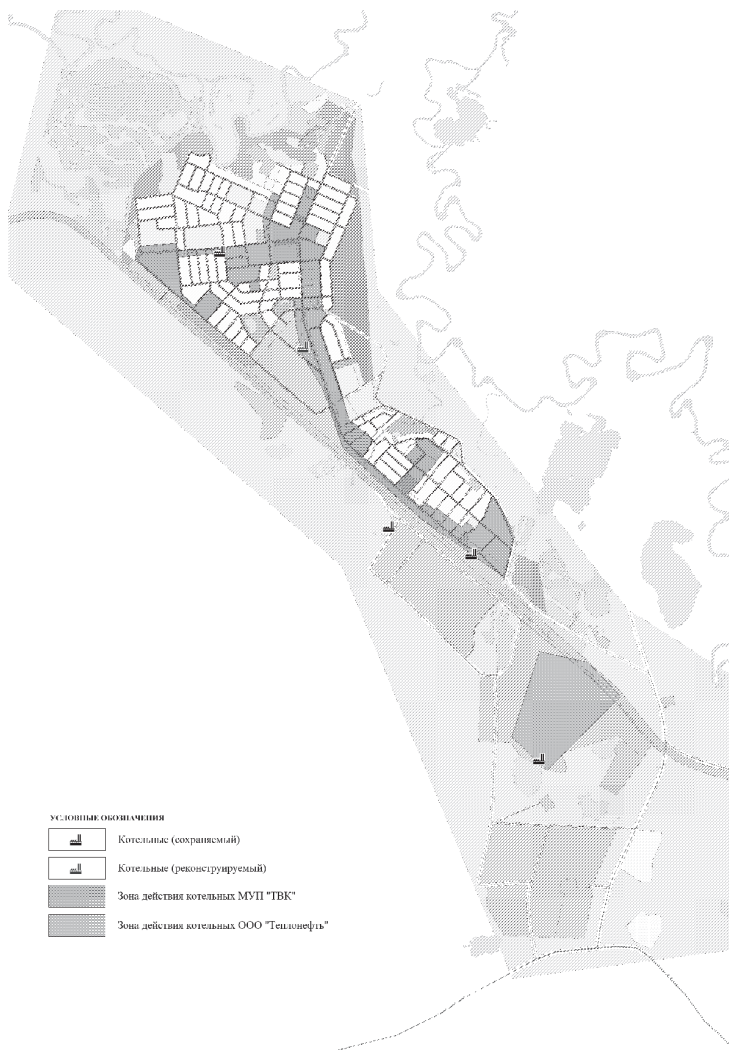 УСЛОВНЫЕ ОБОЗНАЧЕНИЯ
Котельные (сохраняемый)
Котельные (реконструируемый)
Зона действия котельных МУП "ТВК"
Зона действия котельных ООО "Теплонефть"